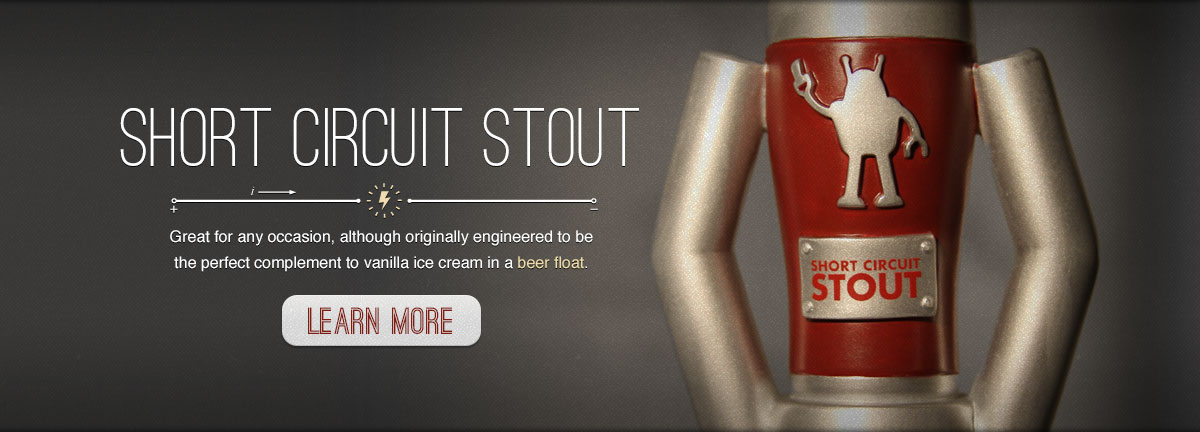 SHORT CIRCUIT STOUT
i
+ −
Great for any occasion, although originally engineered to be
the perfect complement to vanilla ice cream in a beer float.
LEARN MORE
SHORT CIRCUIT
STOUT